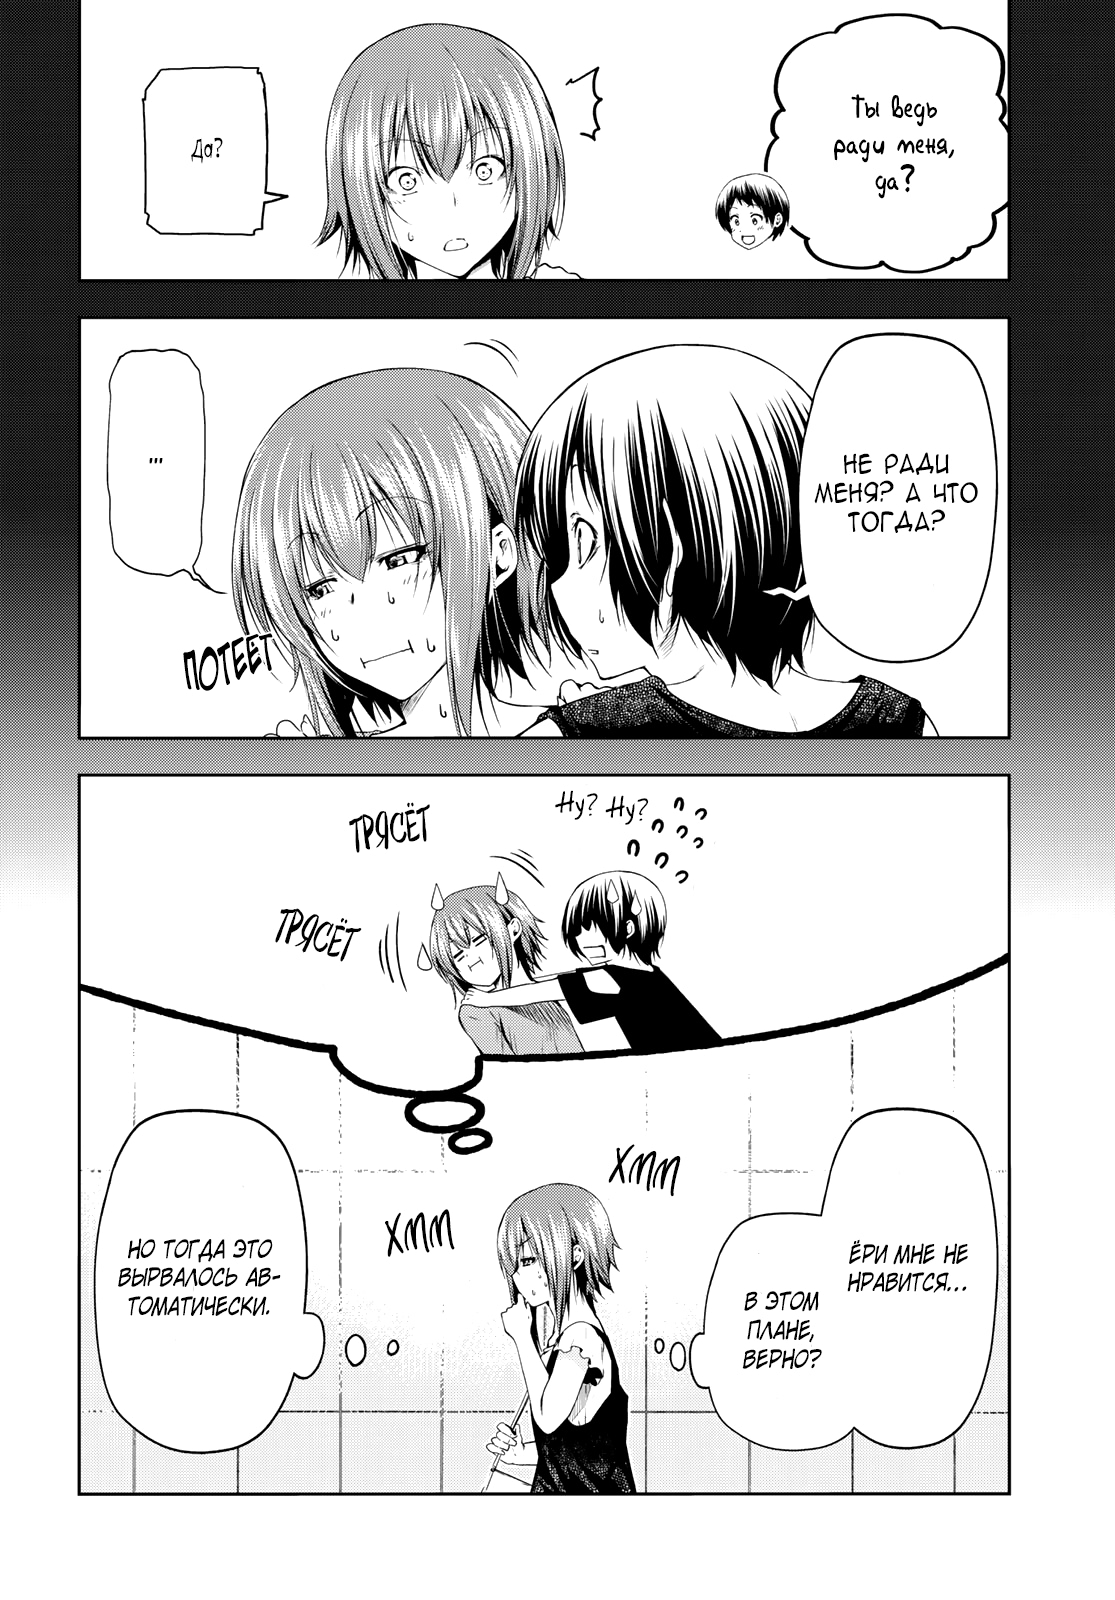 Ты ведь
ради меня,
да?
Да?
НЕ РАДИ
МЕНЯ? А ЧТО
ТОГДА?
...
ПОТЕЕТ
Ну? Ну?
ТРЯСЁТ
ТРЯСЁТ
ЁРИ МНЕ НЕ
НРАВИТСЯ...
В ЭТОМ
ПЛАНЕ,
ВЕРНО?
ХММ
ХММ
НО ТОГДА ЭТО
ВЫРВАЛОСЬ АВ-
ТОМАТИЧЕСКИ.